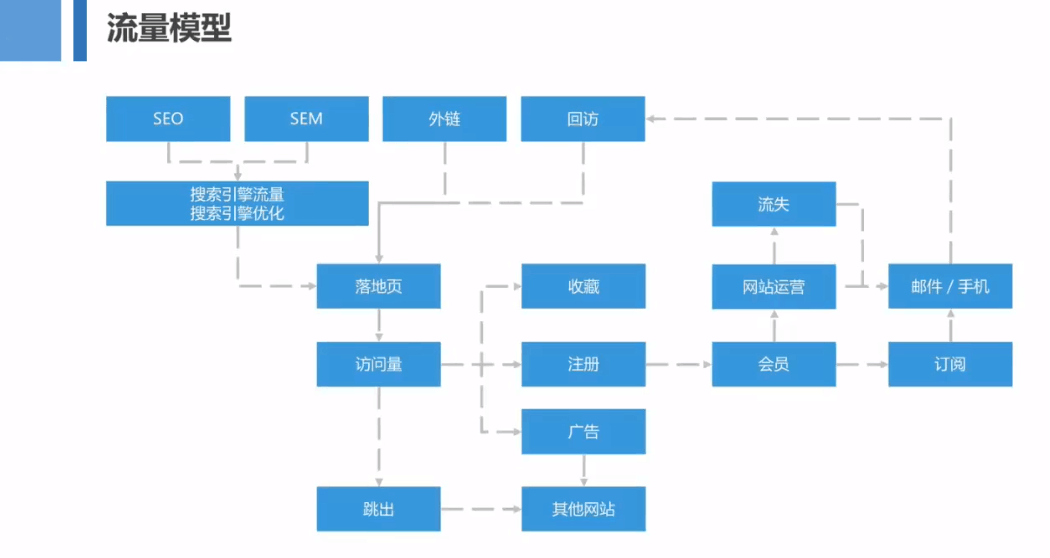 流量模型
SEO
SEM
外链
回访
搜索引擎流量
搜索引擎优化
流失
落地页
收藏
网站运营
邮件 / 手机
访问量
注册
会员
订阅
广告
跳出
其他网站